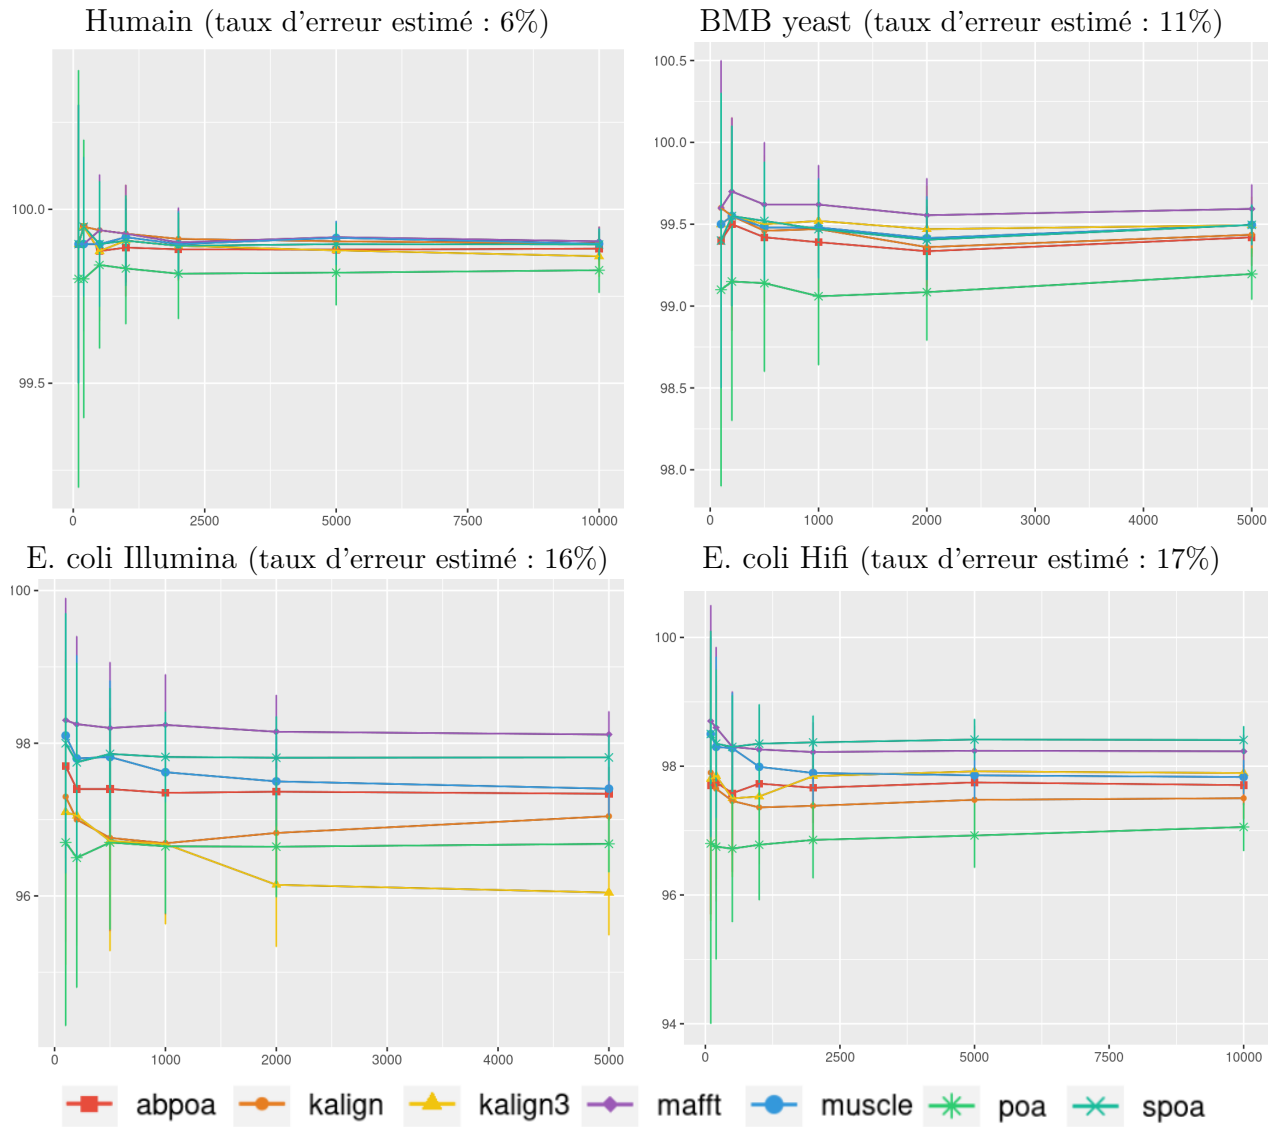 Humain (taux d'erreur estimé : 6%)
100.0
99.5
0 2500 5000 7500 10000
BMB yeast (taux d'erreur estimé : 11%)
100.5
100.0
99.5
99.0
98.5
98.0
0 1000 2000 3000 4000 5000
E. coli Illumina (taux d'erreur estimé : 16%)
100
98
96
0 1000 2000 3000 4000 5000
E. coli Hifi (taux d'erreur estimé : 17%)
100
98
96
94
0 2500 5000 7500 10000
abpoa kalign kalign3 mafft muscle poa spoa